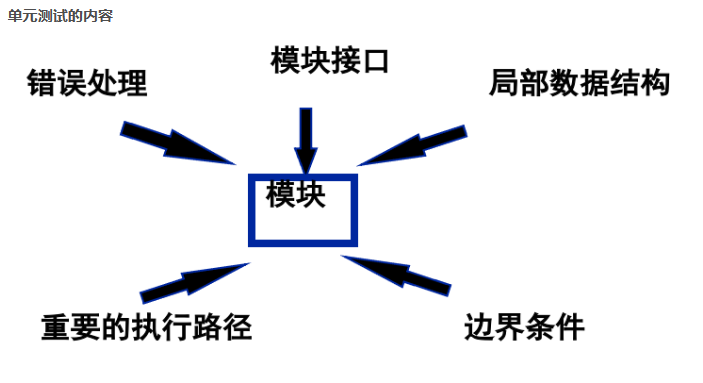 单元测试的内容
模块接口
错误处理
局部数据结构
模块
重要的执行路径
边界条件